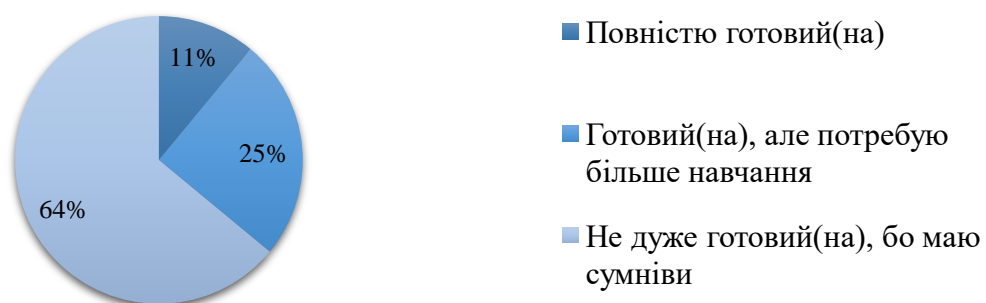 11%
25%
64%
Повністю готовий(на)
Готовий(на), але потребую
більше навчання
Не дуже готовий(на), бо маю
сумніви